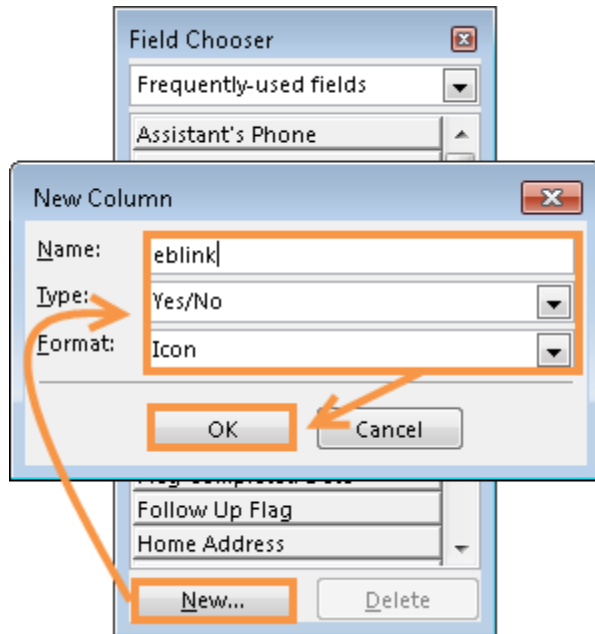 Field Chooser
Frequently-used fields
Assistant's Phone
New Column
Name: eblink
Type: Yes/No
Format: Icon
OK Cancel
Follow Up Flag
Home Address
New... Delete